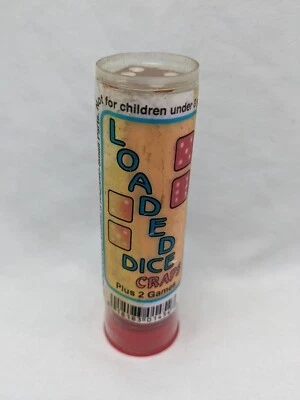 Not for children under
LOADED
DICE
CRAPS
Plus 2 Games